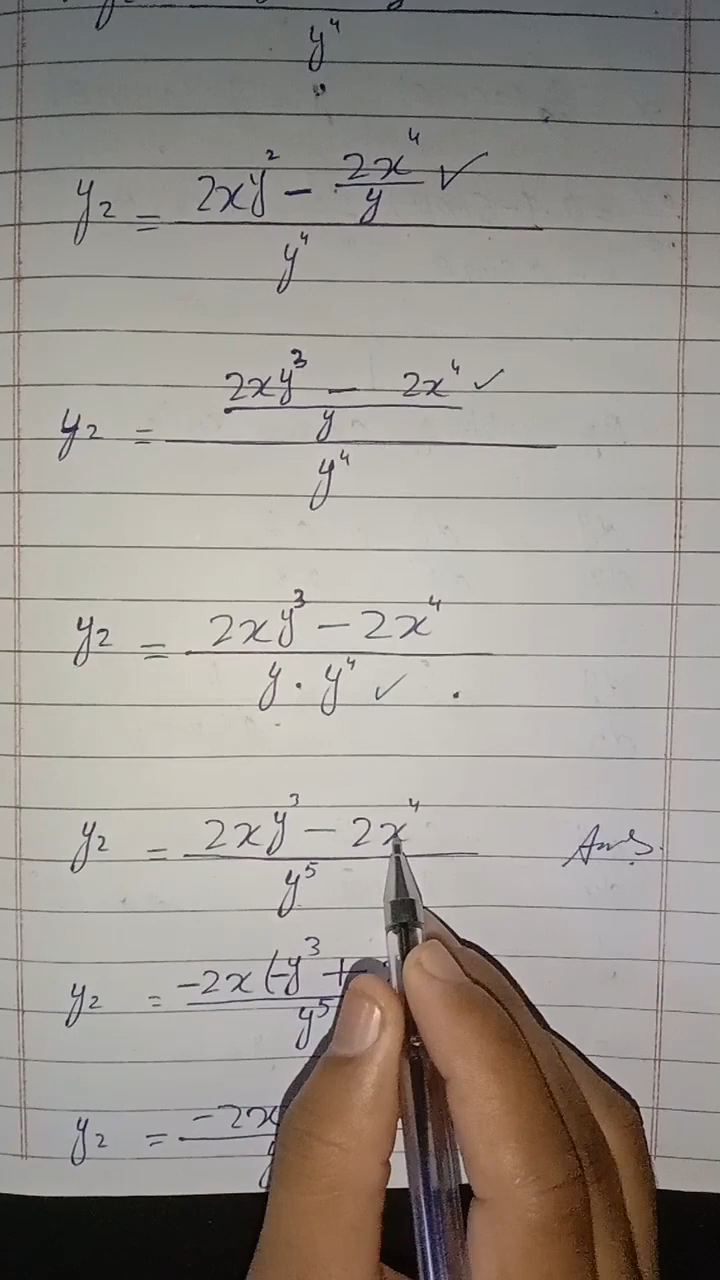 y⁴
y₂ = (2xy² - 2x⁴/y) / y⁴ ✓
y₂ = ((2xy³ - 2x⁴)/y) / y⁴ ✓
y₂ = (2xy³ - 2x⁴) / (y · y⁴) ✓ .
y₂ = (2xy³ - 2x⁴) / y⁵ Ans.
y₂ = -2x(-y³ + / y⁵
y₂ = -2x